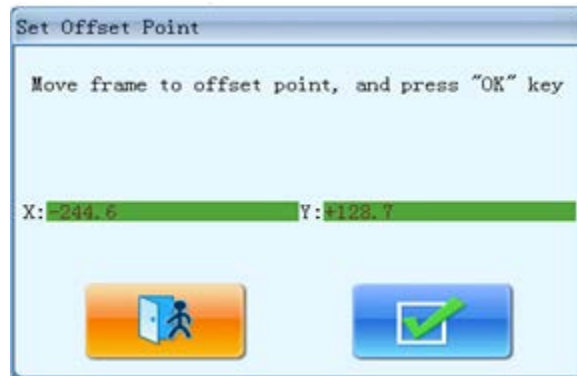 Set Offset Point
Move frame to offset point, and press "OK" key
X:-244.6 Y:+128.7